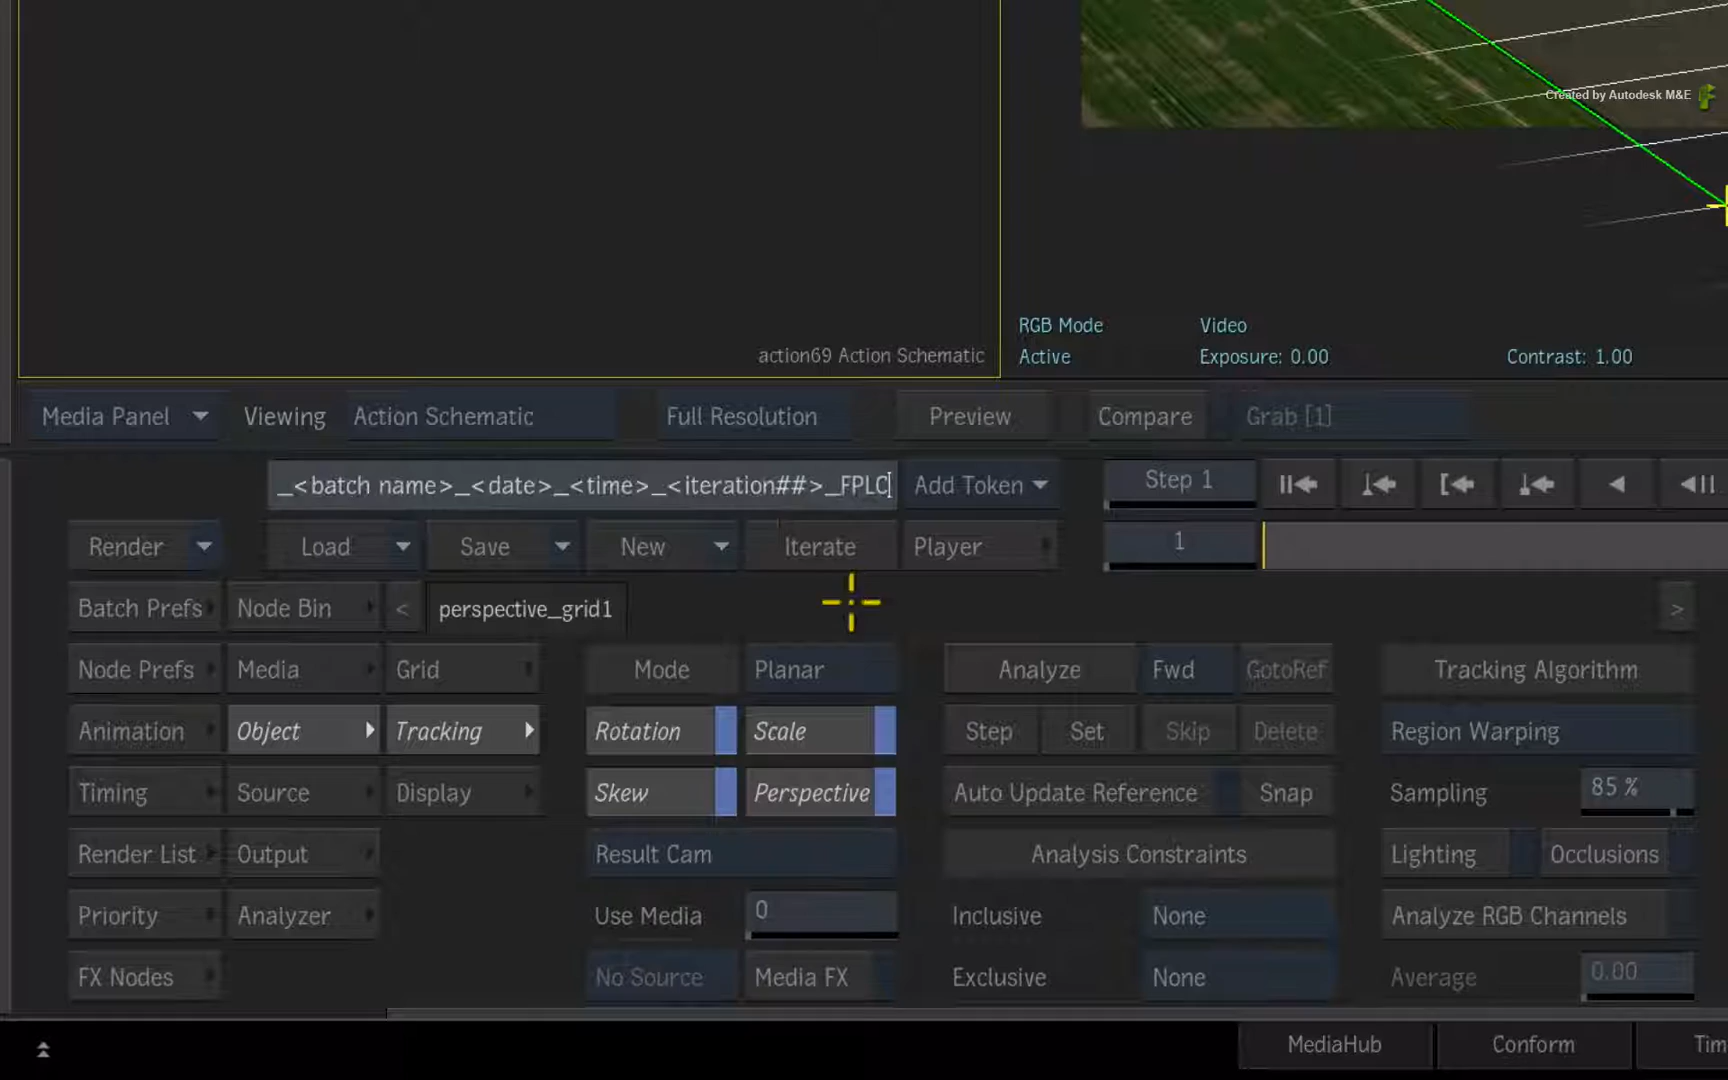 Created by Autodesk M&E
RGB Mode Video
Active Exposure: 0.00 Contrast: 1.00
action69 Action Schematic
Media Panel Viewing Action Schematic Full Resolution Preview Compare Grab [1]
_<batch name>_<date>_<time>_<iteration##>_FPLC Add Token Step 1
Render Load Save New Iterate Player 1
Batch Prefs Node Bin < perspective_grid1 >
Node Prefs Media Grid Mode Planar Analyze Fwd GotoRef Tracking Algorithm
Animation Object Tracking Rotation Scale Step Set Skip Delete Region Warping
Timing Source Display Skew Perspective Auto Update Reference Snap Sampling 85 %
Render List Output Result Cam Analysis Constraints Lighting Occlusions
Priority Analyzer Use Media 0 Inclusive None Analyze RGB Channels
FX Nodes No Source Media FX Exclusive None Average 0.00
MediaHub Conform Tim